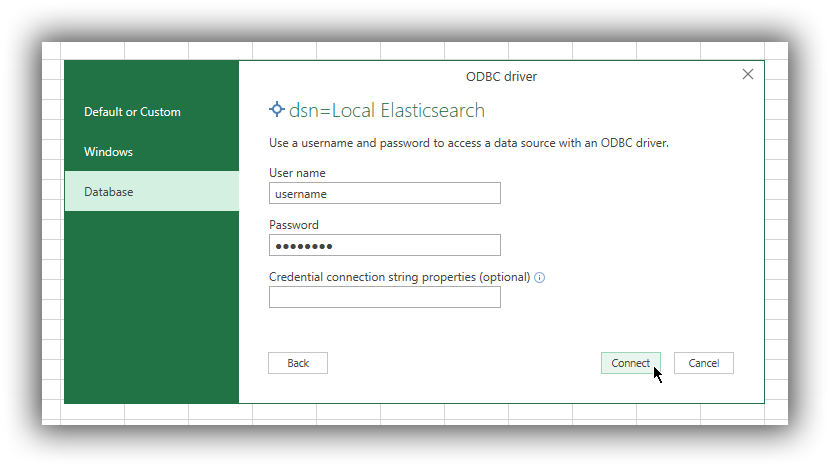 ODBC driver
Default or Custom
Windows
Database
dsn=Local Elasticsearch
Use a username and password to access a data source with an ODBC driver.
User name
username
Password
●●●●●●●●
Credential connection string properties (optional)
Back
Connect
Cancel